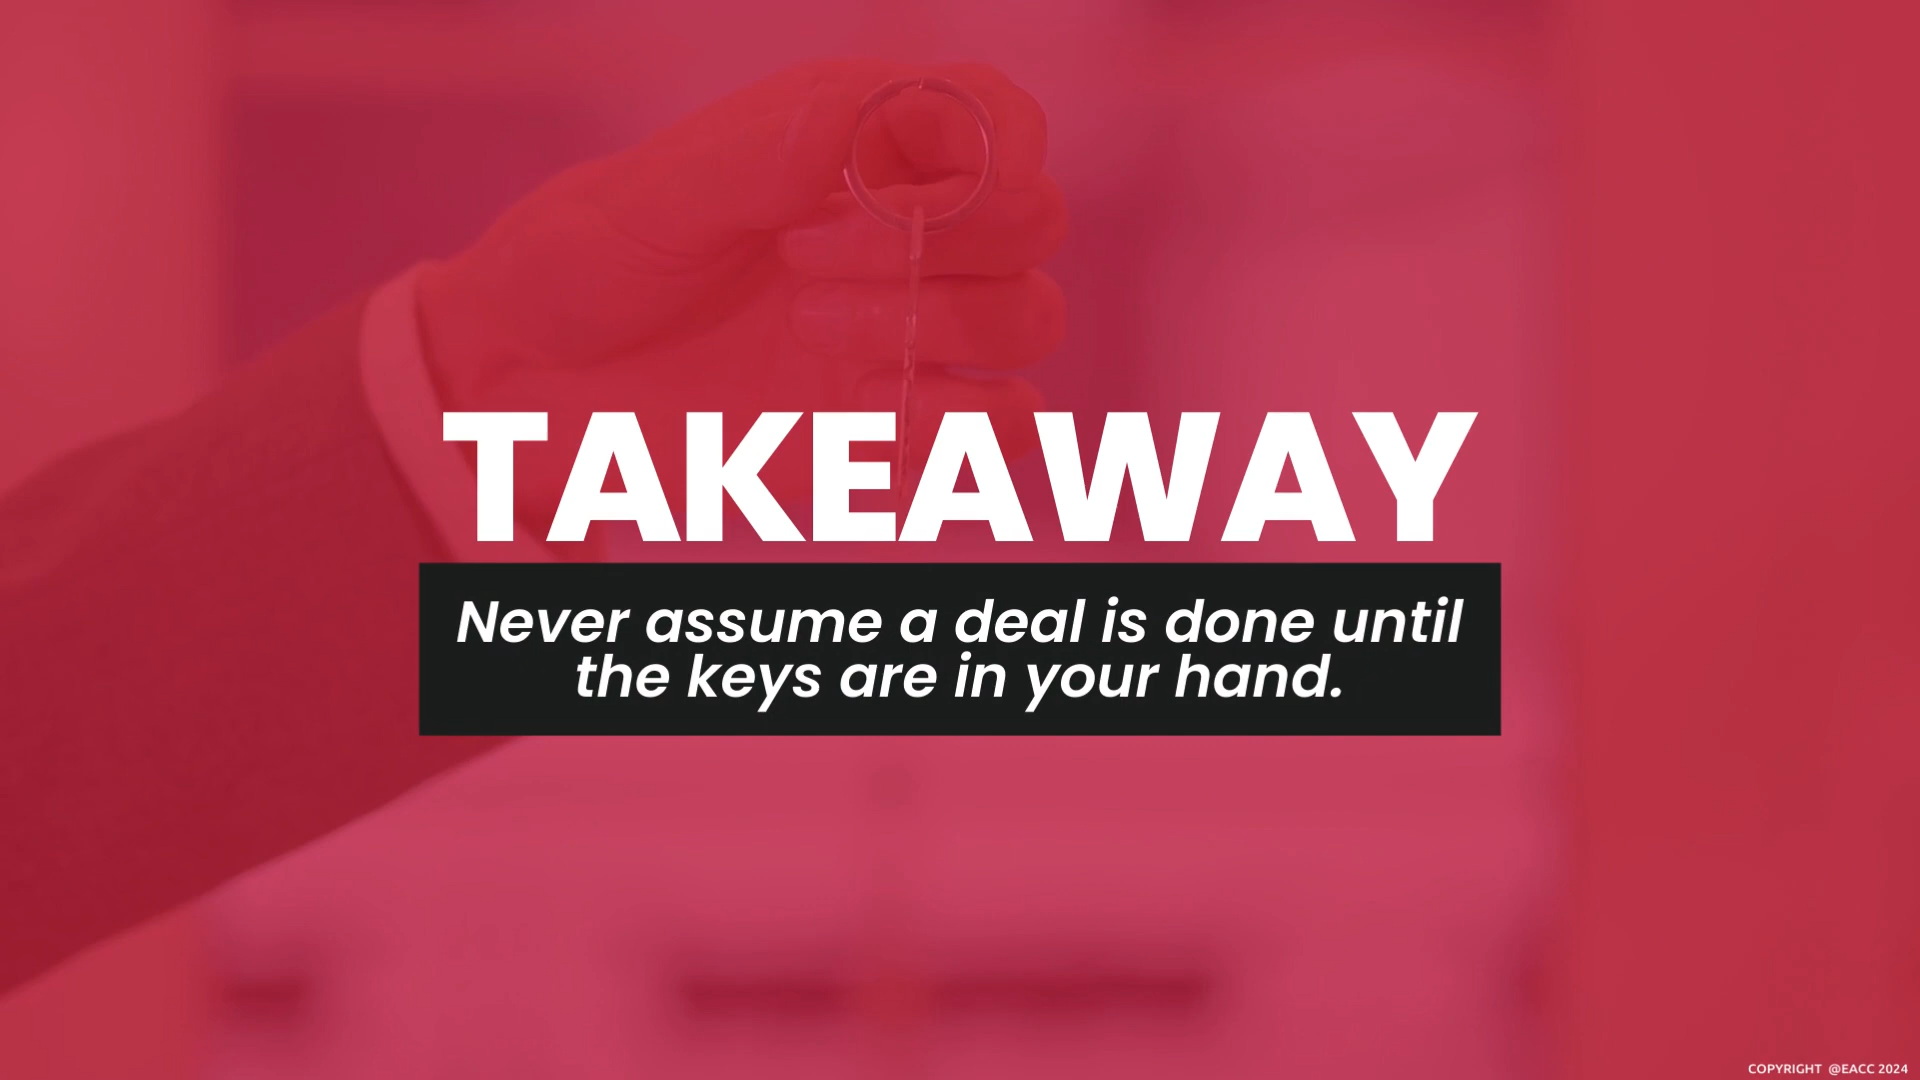 TAKEAWAY
Never assume a deal is done until
the keys are in your hand.
COPYRIGHT @EACC 2024